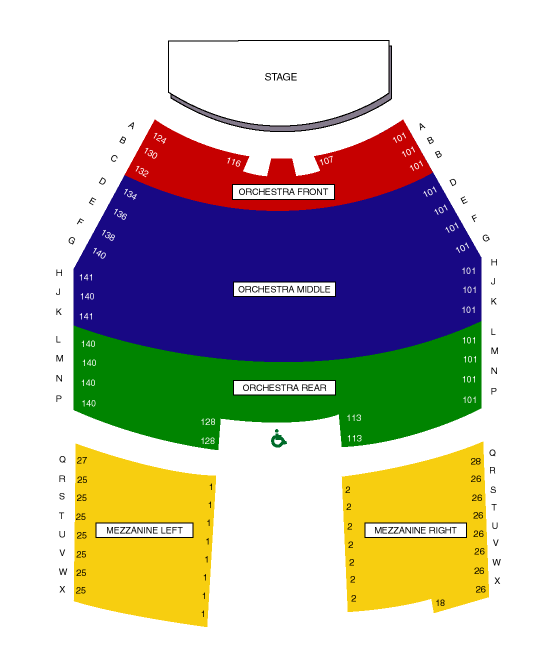 STAGE
A 124 116 107 101 A
B 130 101 B
C 132 101 B
ORCHESTRA FRONT
D 134 101 D
E 136 101 E
F 138 101 F
G 140 101 G
H 141 101 H
J 140 ORCHESTRA MIDDLE 101 J
K 141 101 K
L 140 101 L
M 140 101 M
N 140 ORCHESTRA REAR 101 N
P 140 101 P
128 113
128 113
Q 27 28 Q
R 25 1 2 26 R
S 25 1 2 26 S
T 25 1 2 26 T
MEZZANINE LEFT MEZZANINE RIGHT
U 25 1 2 26 U
V 25 1 2 26 V
W 25 1 2 26 W
X 25 1 2 18 26 X
1